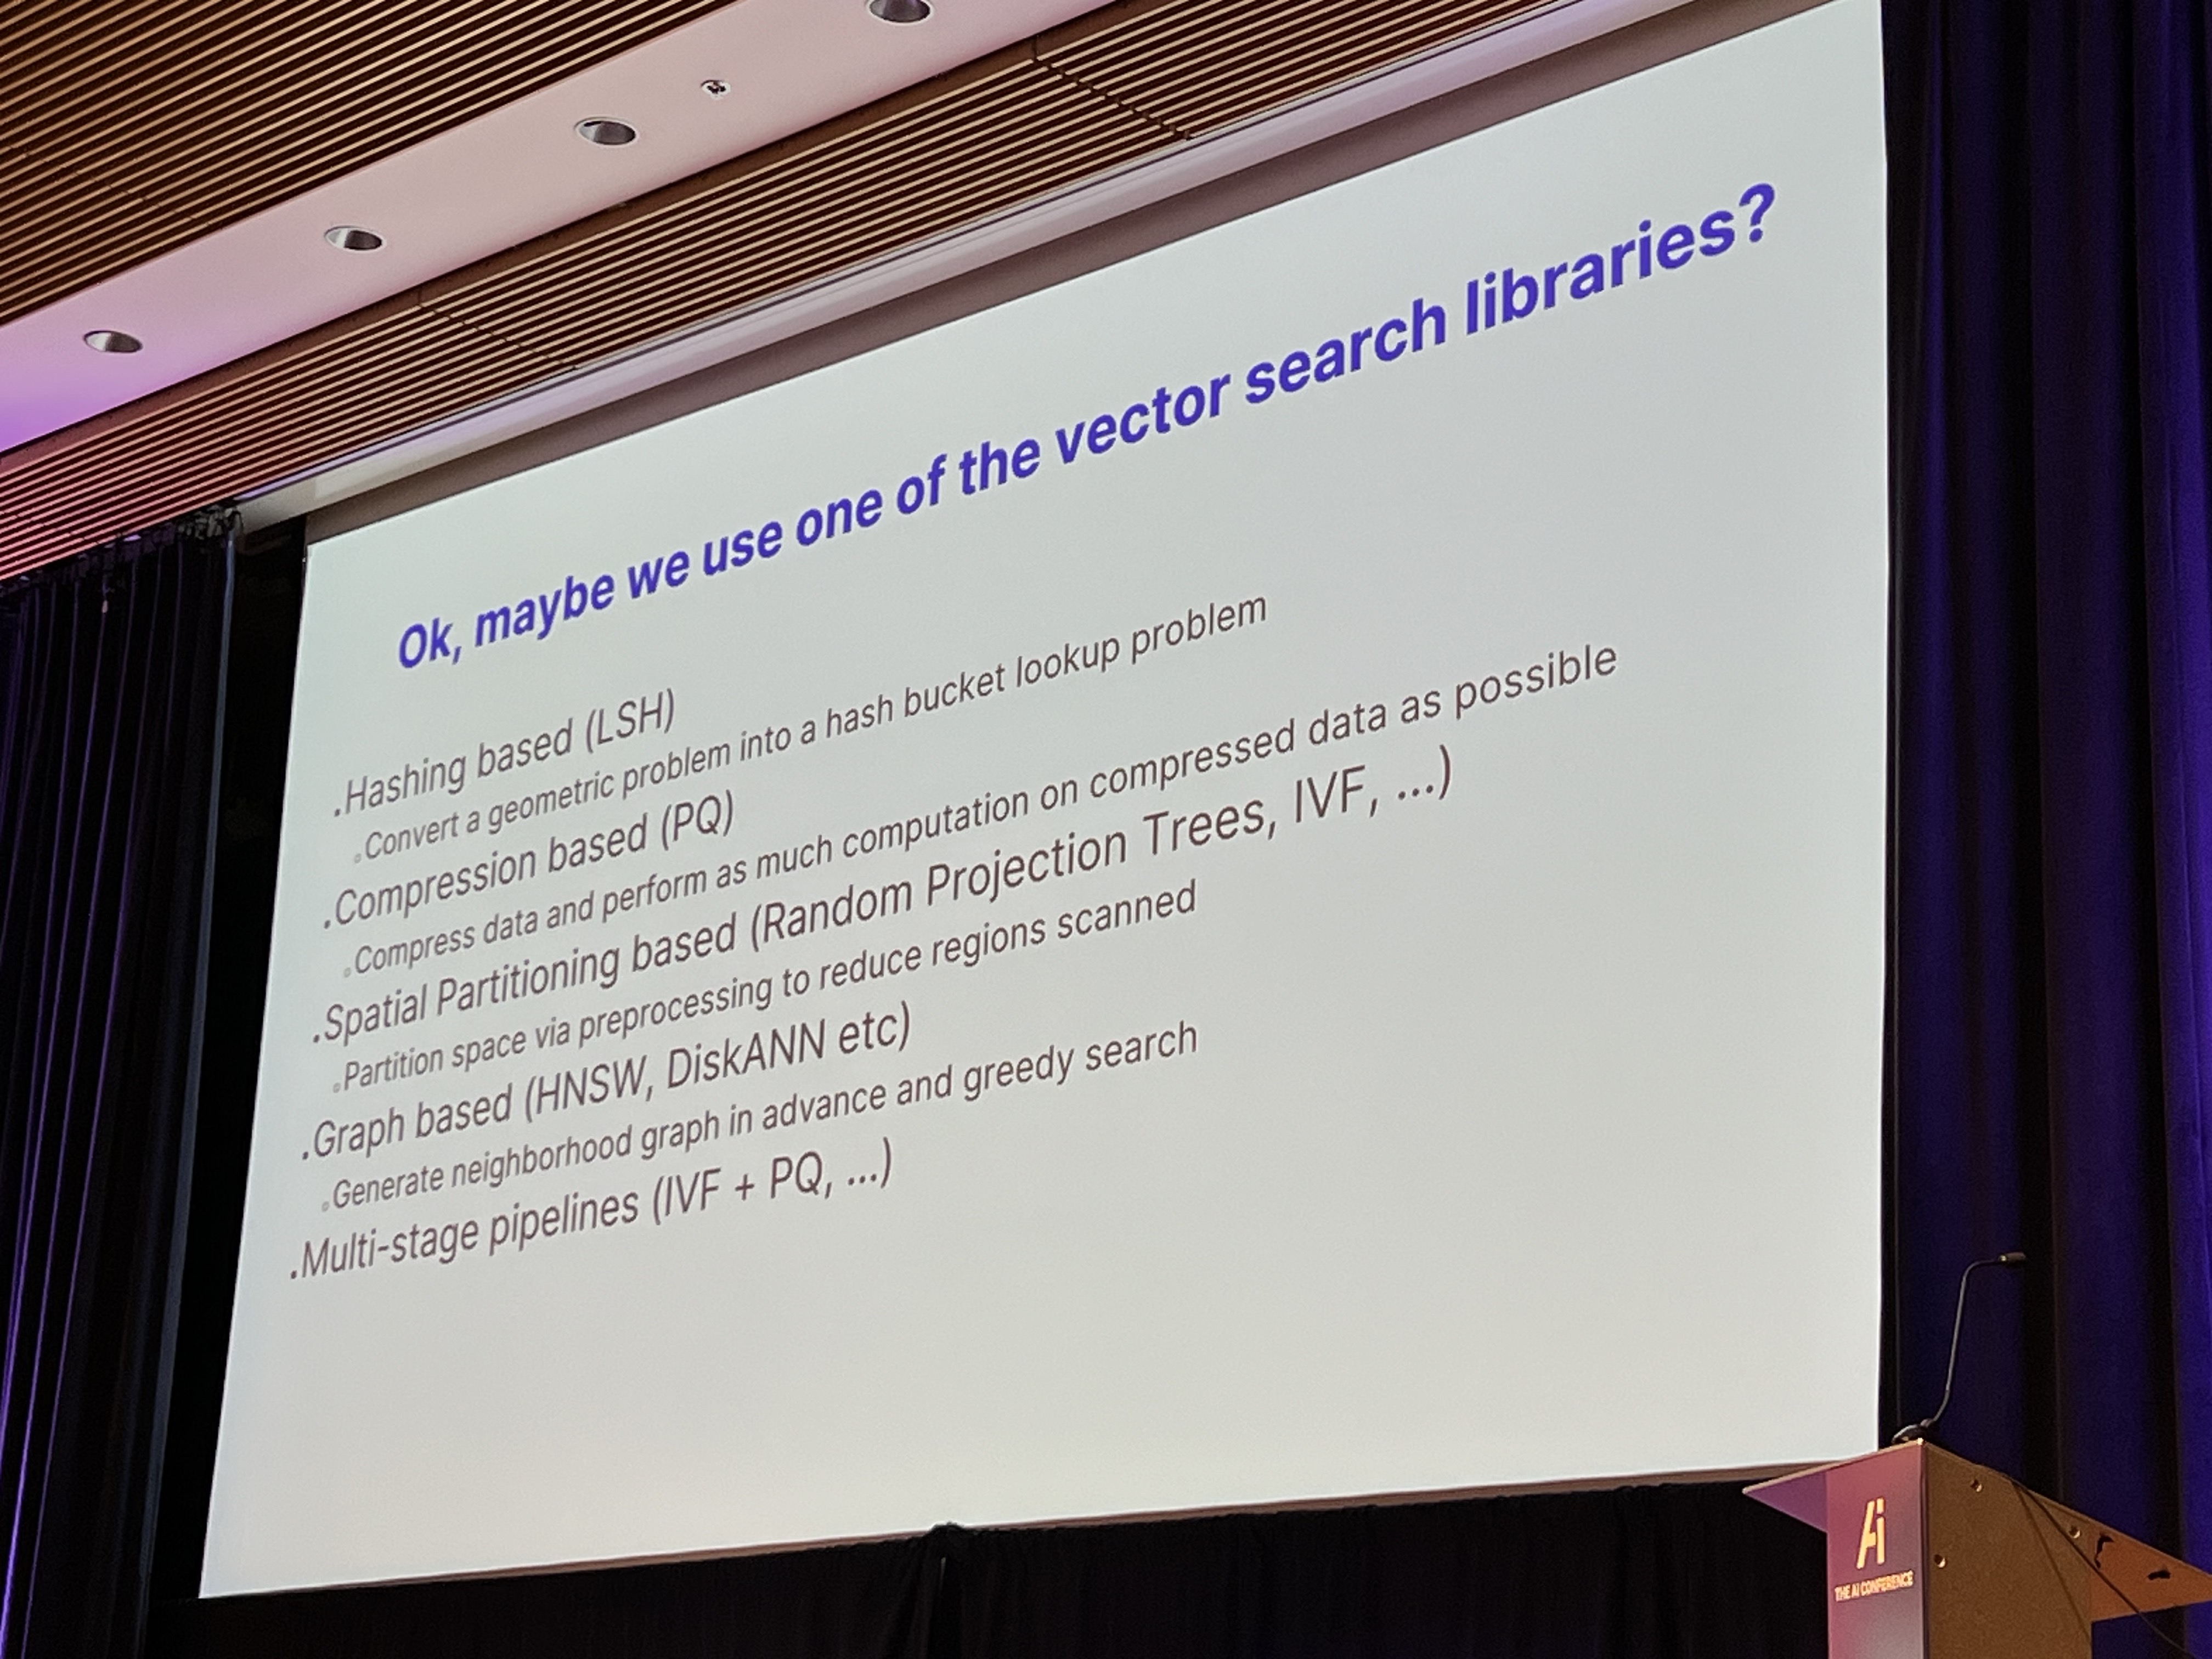 Ok, maybe we use one of the vector search libraries?
.Hashing based (LSH)
◦Convert a geometric problem into a hash bucket lookup problem
.Compression based (PQ)
◦Compress data and perform as much computation on compressed data as possible
.Spatial Partitioning based (Random Projection Trees, IVF, ...)
◦Partition space via preprocessing to reduce regions scanned
.Graph based (HNSW, DiskANN etc)
◦Generate neighborhood graph in advance and greedy search
.Multi-stage pipelines (IVF + PQ, ...)
Ai
THE AI CONFERENCE